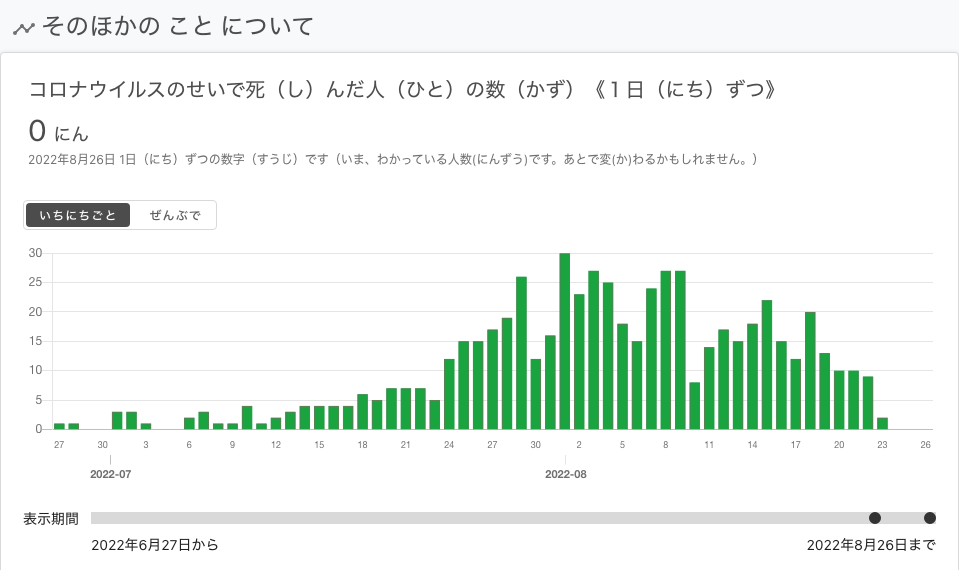 そのほかの こと について
コロナウイルスのせいで死（し）んだ人（ひと）の数（かず）《１日（にち）ずつ》
0 にん
2022年8月26日 1日（にち）ずつの数字（すうじ）です（いま、わかっている人数(にんずう)です。あとで変(か)わるかもしれません。）
いちにちごと ぜんぶで
30
25
20
15
10
5
0
27 30 3 6 9 12 15 18 21 24 27 30 2 5 8 11 14 17 20 23 26
2022-07 2022-08
表示期間
2022年6月27日から 2022年8月26日まで